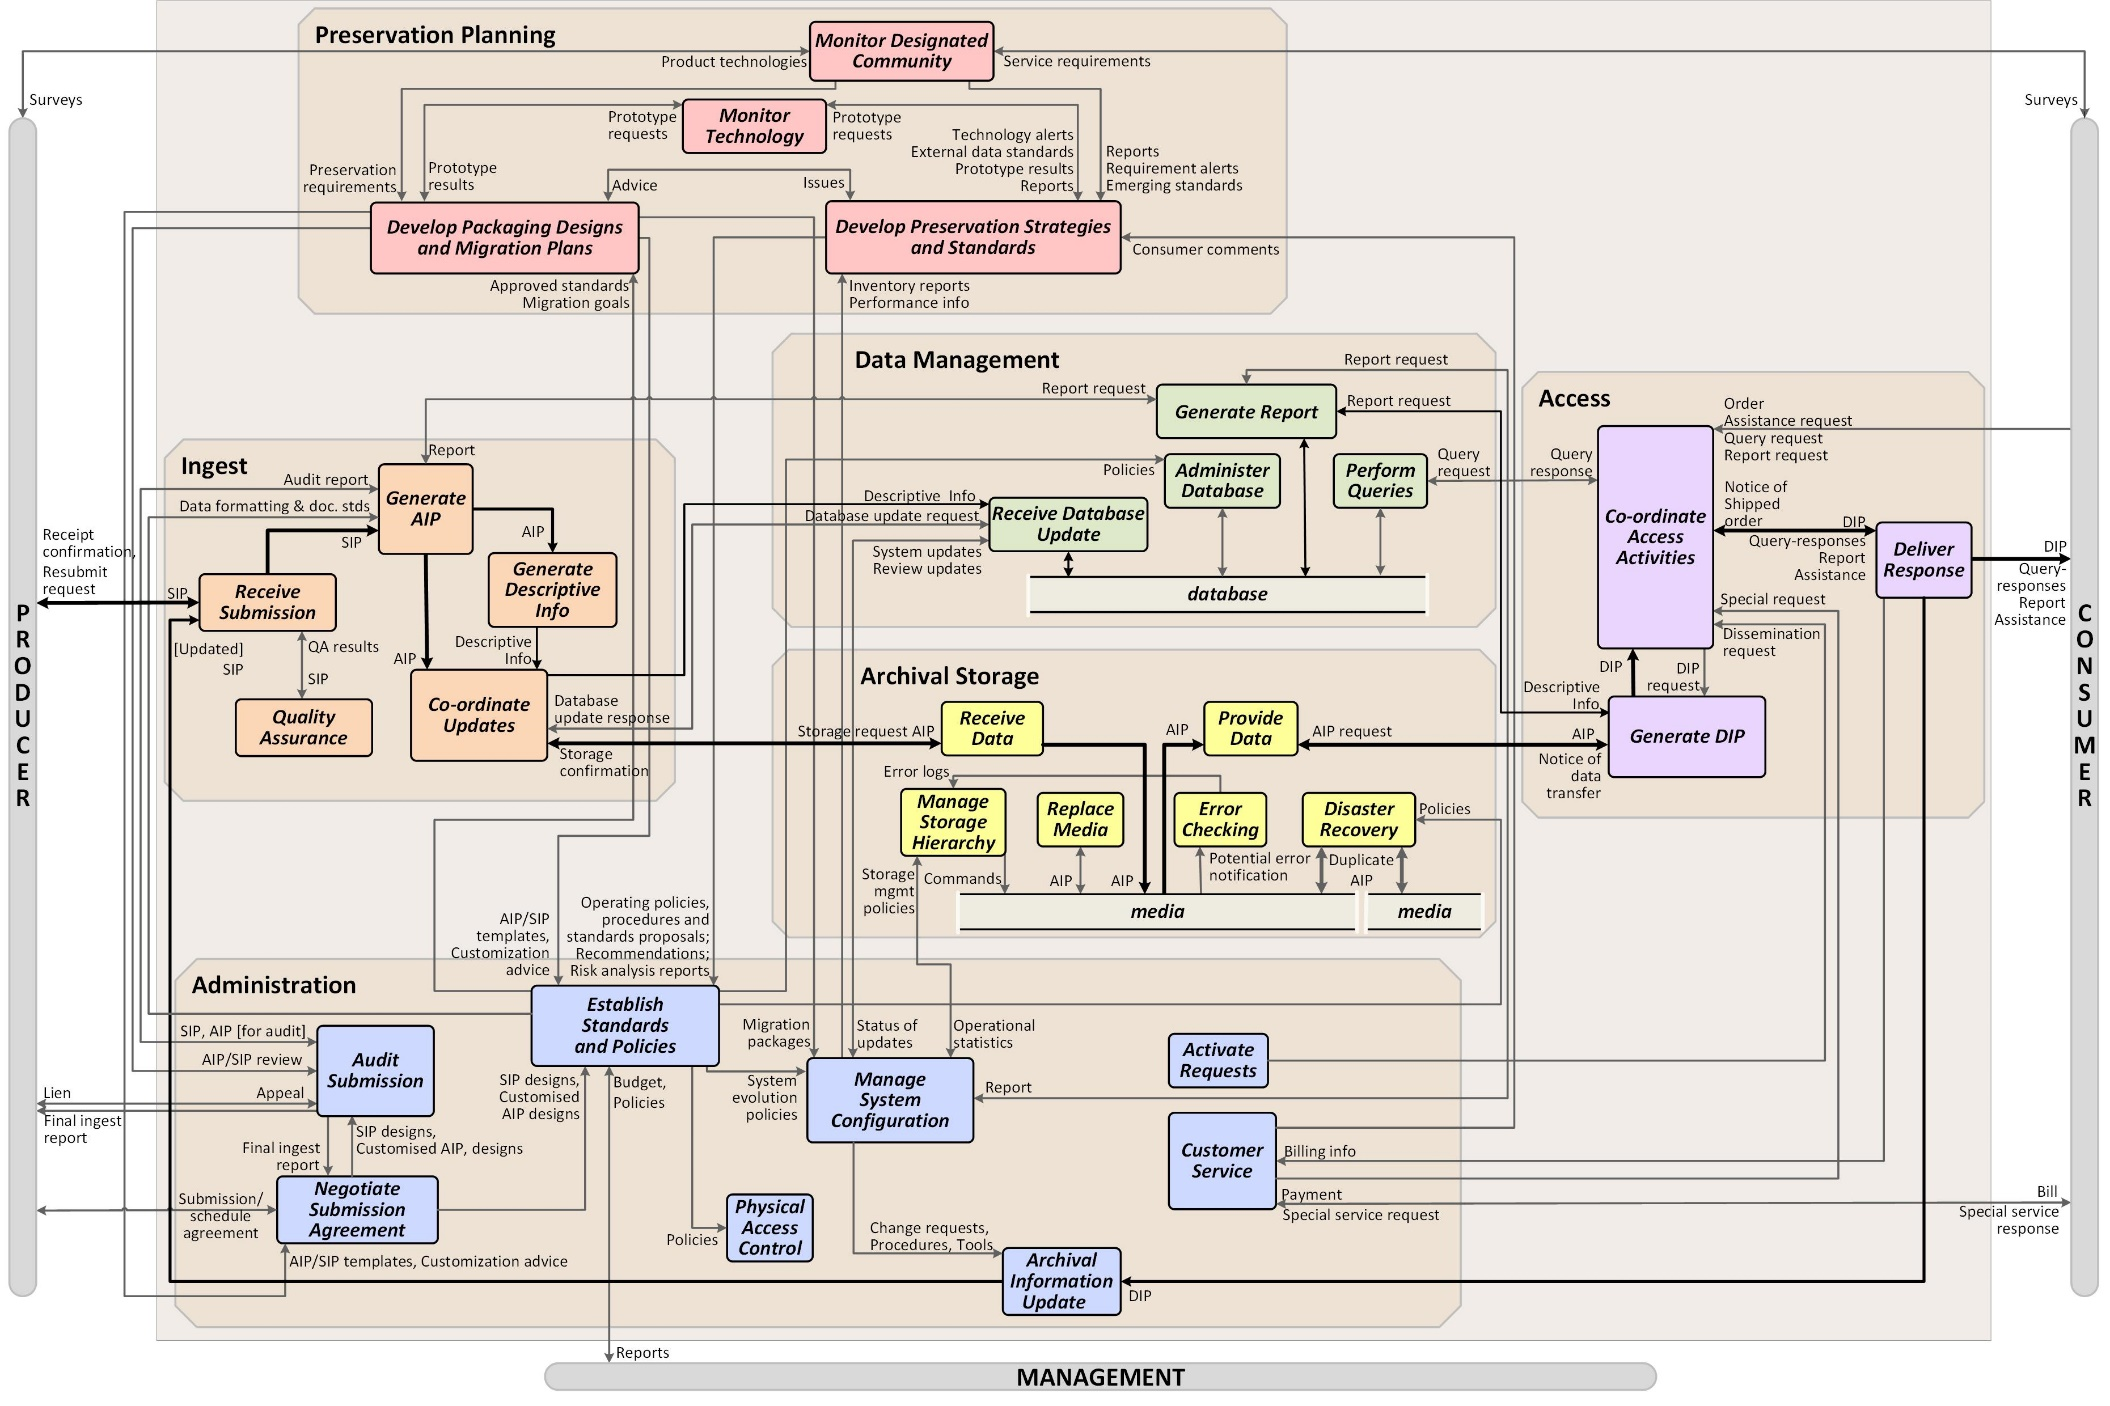 Preservation Planning
Monitor Designated
Community
Product technologies
Service requirements
Surveys
Surveys
Monitor
Technology
Prototype
requests
Prototype
requests
Technology alerts
External data standards
Prototype results
Reports
Reports
Requirement alerts
Emerging standards
Preservation
requirements
Prototype
results
Advice
Issues
Develop Packaging Designs
and Migration Plans
Develop Preservation Strategies
and Standards
Consumer comments
Approved standards
Migration goals
Inventory reports
Performance info
Data Management
Report request
Report request
Generate Report
Report request
Policies
Administer
Database
Perform
Queries
Query
request
Descriptive Info
Database update request
System updates
Review updates
Receive Database
Update
database
Access
Order
Assistance request
Query request
Report request
Query
response
Co-ordinate
Access
Activities
Notice of
Shipped
order
DIP
Query-responses
Report
Assistance
Deliver
Response
DIP
Query-
responses
Report
Assistance
Special request
Dissemination
request
DIP
DIP
request
Descriptive
Info
AIP
Generate DIP
Notice of
data
transfer
Ingest
Report
Audit report
Data formatting & doc. stds
Generate
AIP
SIP
AIP
Receipt
confirmation,
Resubmit
request
SIP
Receive
Submission
Generate
Descriptive
Info
[Updated]
SIP
QA results
SIP
AIP
Descriptive
Info
Quality
Assurance
Co-ordinate
Updates
Database
update response
Storage
confirmation
Archival Storage
Storage request AIP
Receive
Data
AIP
Provide
Data
AIP request
Error logs
Manage
Storage
Hierarchy
Replace
Media
Error
Checking
Disaster
Recovery
Policies
Storage
mgmt
policies
Commands
AIP
AIP
Potential error
notification
Duplicate
AIP
media
media
AIP/SIP
templates,
Customization
advice
Operating policies,
procedures and
standards proposals;
Recommendations;
Risk analysis reports
Administration
Establish
Standards
and Policies
SIP, AIP [for audit]
AIP/SIP review
Appeal
Lien
Final ingest
report
Audit
Submission
Final ingest
report
SIP designs,
Customised AIP, designs
SIP designs,
Customised
AIP designs
Budget,
Policies
Migration
packages
Status of
updates
Operational
statistics
System
evolution
policies
Manage
System
Configuration
Report
Activate
Requests
Customer
Service
Billing info
Payment
Special service request
Bill
Special service
response
Submission/
schedule
agreement
Negotiate
Submission
Agreement
AIP/SIP templates, Customization advice
Policies
Physical
Access
Control
Change requests,
Procedures, Tools
Archival
Information
Update
DIP
Reports
PRODUCER
CONSUMER
MANAGEMENT